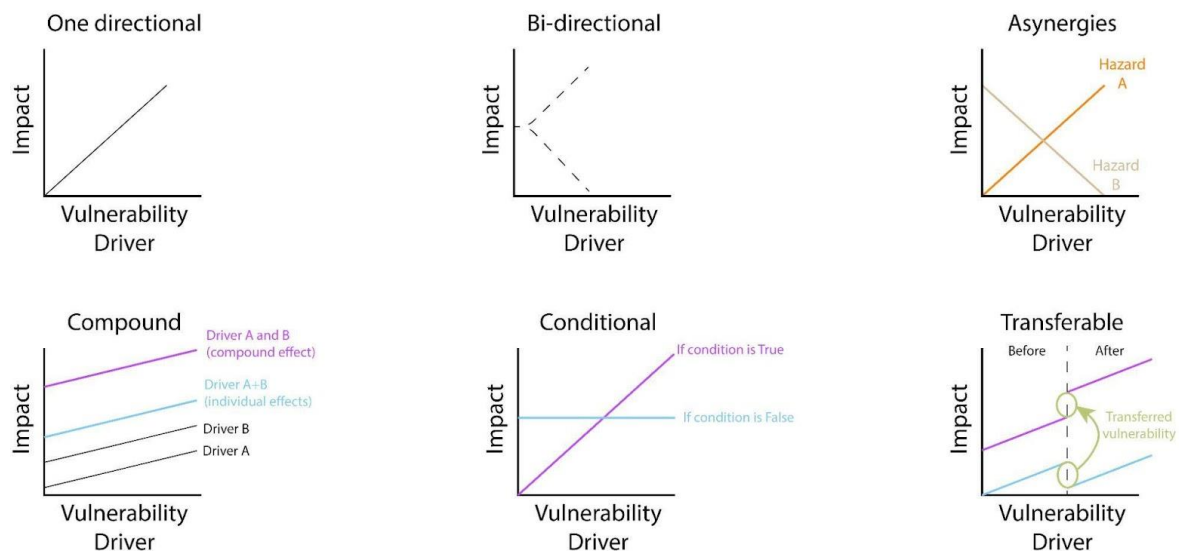 One directional
Impact
Vulnerability
Driver
Bi-directional
Impact
Vulnerability
Driver
Asynergies
Impact
Hazard
A
Hazard
B
Vulnerability
Driver
Compound
Impact
Driver A and B
(compound effect)
Driver A+B
(individual effects)
Driver B
Driver A
Vulnerability
Driver
Conditional
Impact
If condition is True
If condition is False
Vulnerability
Driver
Transferable
Impact
Before
After
Transferred
vulnerability
Vulnerability
Driver